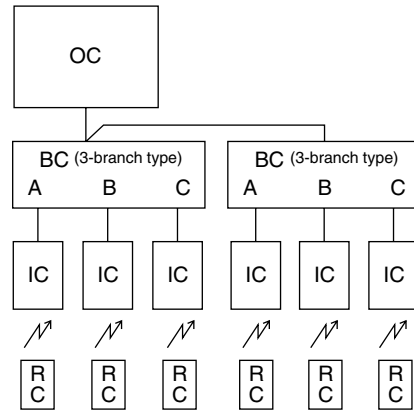 OC
BC (3-branch type)
A B C
BC (3-branch type)
A B C
IC IC IC IC IC IC
R R R R R R
C C C C C C